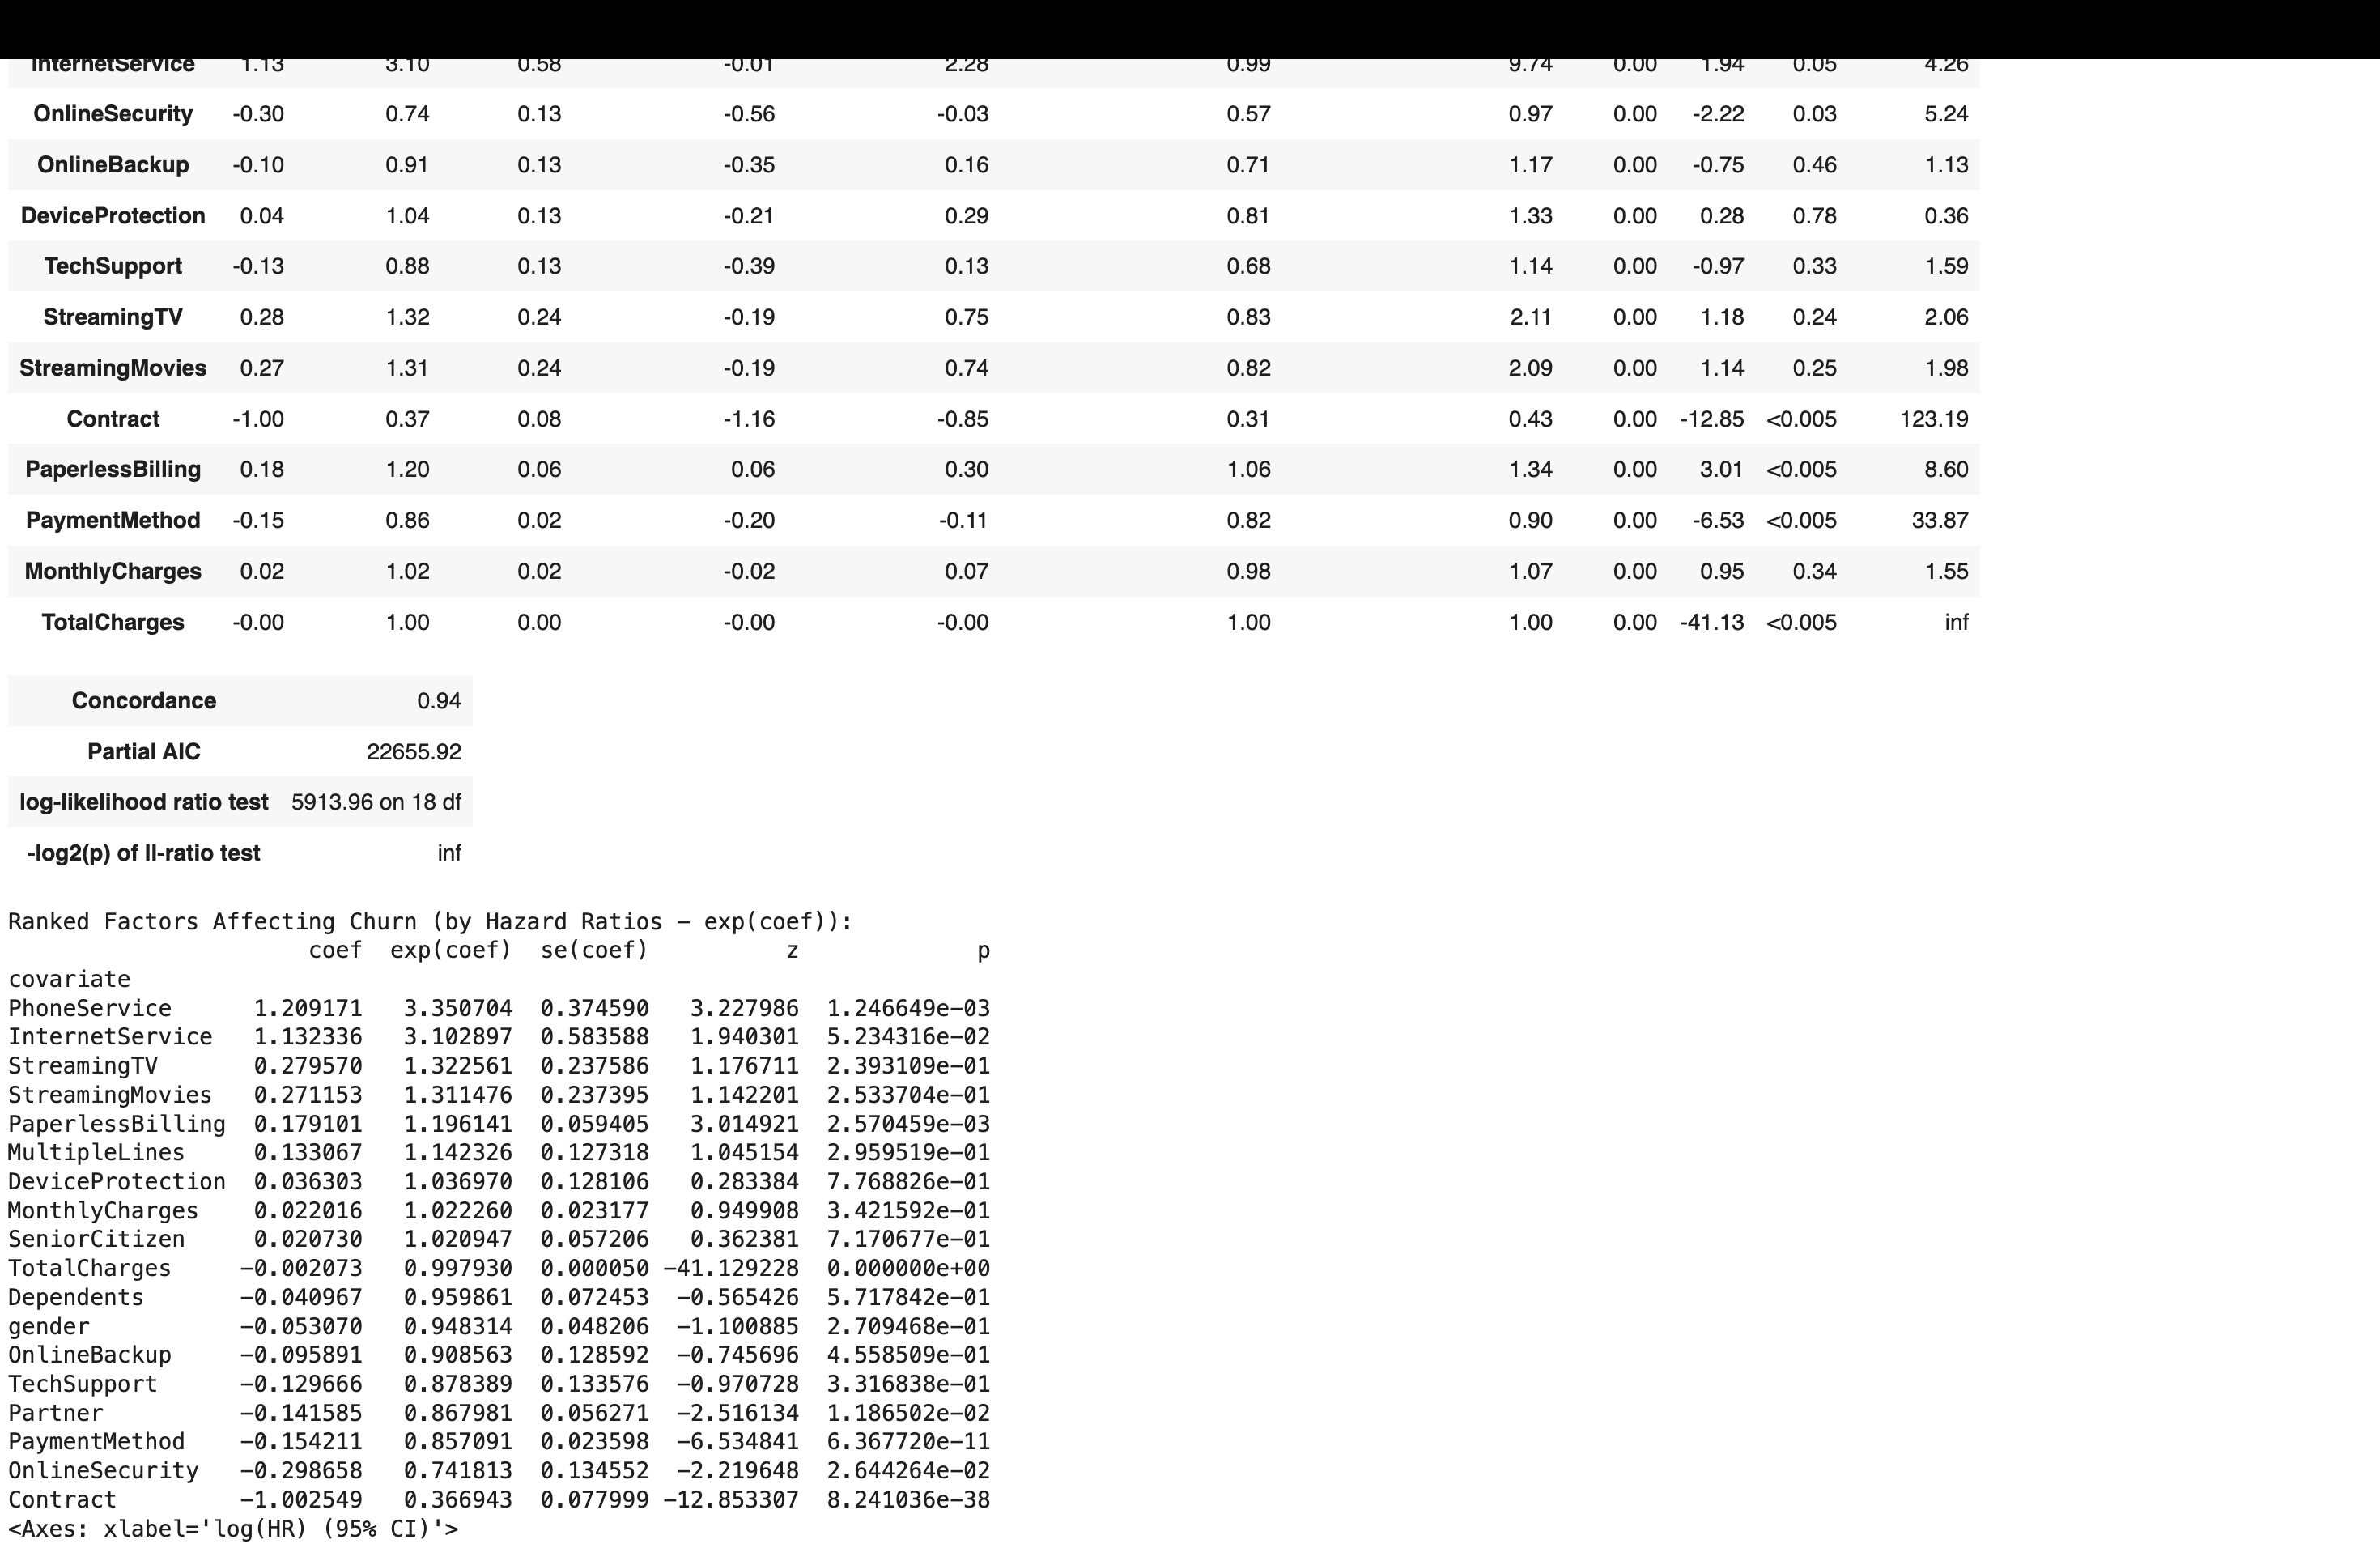 InternetService 1.13 3.10 0.58 -0.01 2.28 0.99 9.74 0.00 1.94 0.05 4.26
OnlineSecurity -0.30 0.74 0.13 -0.56 -0.03 0.57 0.97 0.00 -2.22 0.03 5.24
OnlineBackup -0.10 0.91 0.13 -0.35 0.16 0.71 1.17 0.00 -0.75 0.46 1.13
DeviceProtection 0.04 1.04 0.13 -0.21 0.29 0.81 1.33 0.00 0.28 0.78 0.36
TechSupport -0.13 0.88 0.13 -0.39 0.13 0.68 1.14 0.00 -0.97 0.33 1.59
StreamingTV 0.28 1.32 0.24 -0.19 0.75 0.83 2.11 0.00 1.18 0.24 2.06
StreamingMovies 0.27 1.31 0.24 -0.19 0.74 0.82 2.09 0.00 1.14 0.25 1.98
Contract -1.00 0.37 0.08 -1.16 -0.85 0.31 0.43 0.00 -12.85 <0.005 123.19
PaperlessBilling 0.18 1.20 0.06 0.06 0.30 1.06 1.34 0.00 3.01 <0.005 8.60
PaymentMethod -0.15 0.86 0.02 -0.20 -0.11 0.82 0.90 0.00 -6.53 <0.005 33.87
MonthlyCharges 0.02 1.02 0.02 -0.02 0.07 0.98 1.07 0.00 0.95 0.34 1.55
TotalCharges -0.00 1.00 0.00 -0.00 -0.00 1.00 1.00 0.00 -41.13 <0.005 inf
Concordance 0.94
Partial AIC 22655.92
log-likelihood ratio test 5913.96 on 18 df
-log2(p) of ll-ratio test inf
Ranked Factors Affecting Churn (by Hazard Ratios - exp(coef)):
coef exp(coef) se(coef) z p
covariate
PhoneService 1.209171 3.350704 0.374590 3.227986 1.246649e-03
InternetService 1.132336 3.102897 0.583588 1.940301 5.234316e-02
StreamingTV 0.279570 1.322561 0.237586 1.176711 2.393109e-01
StreamingMovies 0.271153 1.311476 0.237395 1.142201 2.533704e-01
PaperlessBilling 0.179101 1.196141 0.059405 3.014921 2.570459e-03
MultipleLines 0.133067 1.142326 0.127318 1.045154 2.959519e-01
DeviceProtection 0.036303 1.036970 0.128106 0.283384 7.768826e-01
MonthlyCharges 0.022016 1.022260 0.023177 0.949908 3.421592e-01
SeniorCitizen 0.020730 1.020947 0.057206 0.362381 7.170677e-01
TotalCharges -0.002073 0.997930 0.000050 -41.129228 0.000000e+00
Dependents -0.040967 0.959861 0.072453 -0.565426 5.717842e-01
gender -0.053070 0.948314 0.048206 -1.100885 2.709468e-01
OnlineBackup -0.095891 0.908563 0.128592 -0.745696 4.558509e-01
TechSupport -0.129666 0.878389 0.133576 -0.970728 3.316838e-01
Partner -0.141585 0.867981 0.056271 -2.516134 1.186502e-02
PaymentMethod -0.154211 0.857091 0.023598 -6.534841 6.367720e-11
OnlineSecurity -0.298658 0.741813 0.134552 -2.219648 2.644264e-02
Contract -1.002549 0.366943 0.077999 -12.853307 8.241036e-38
<Axes: xlabel='log(HR) (95% CI)'>